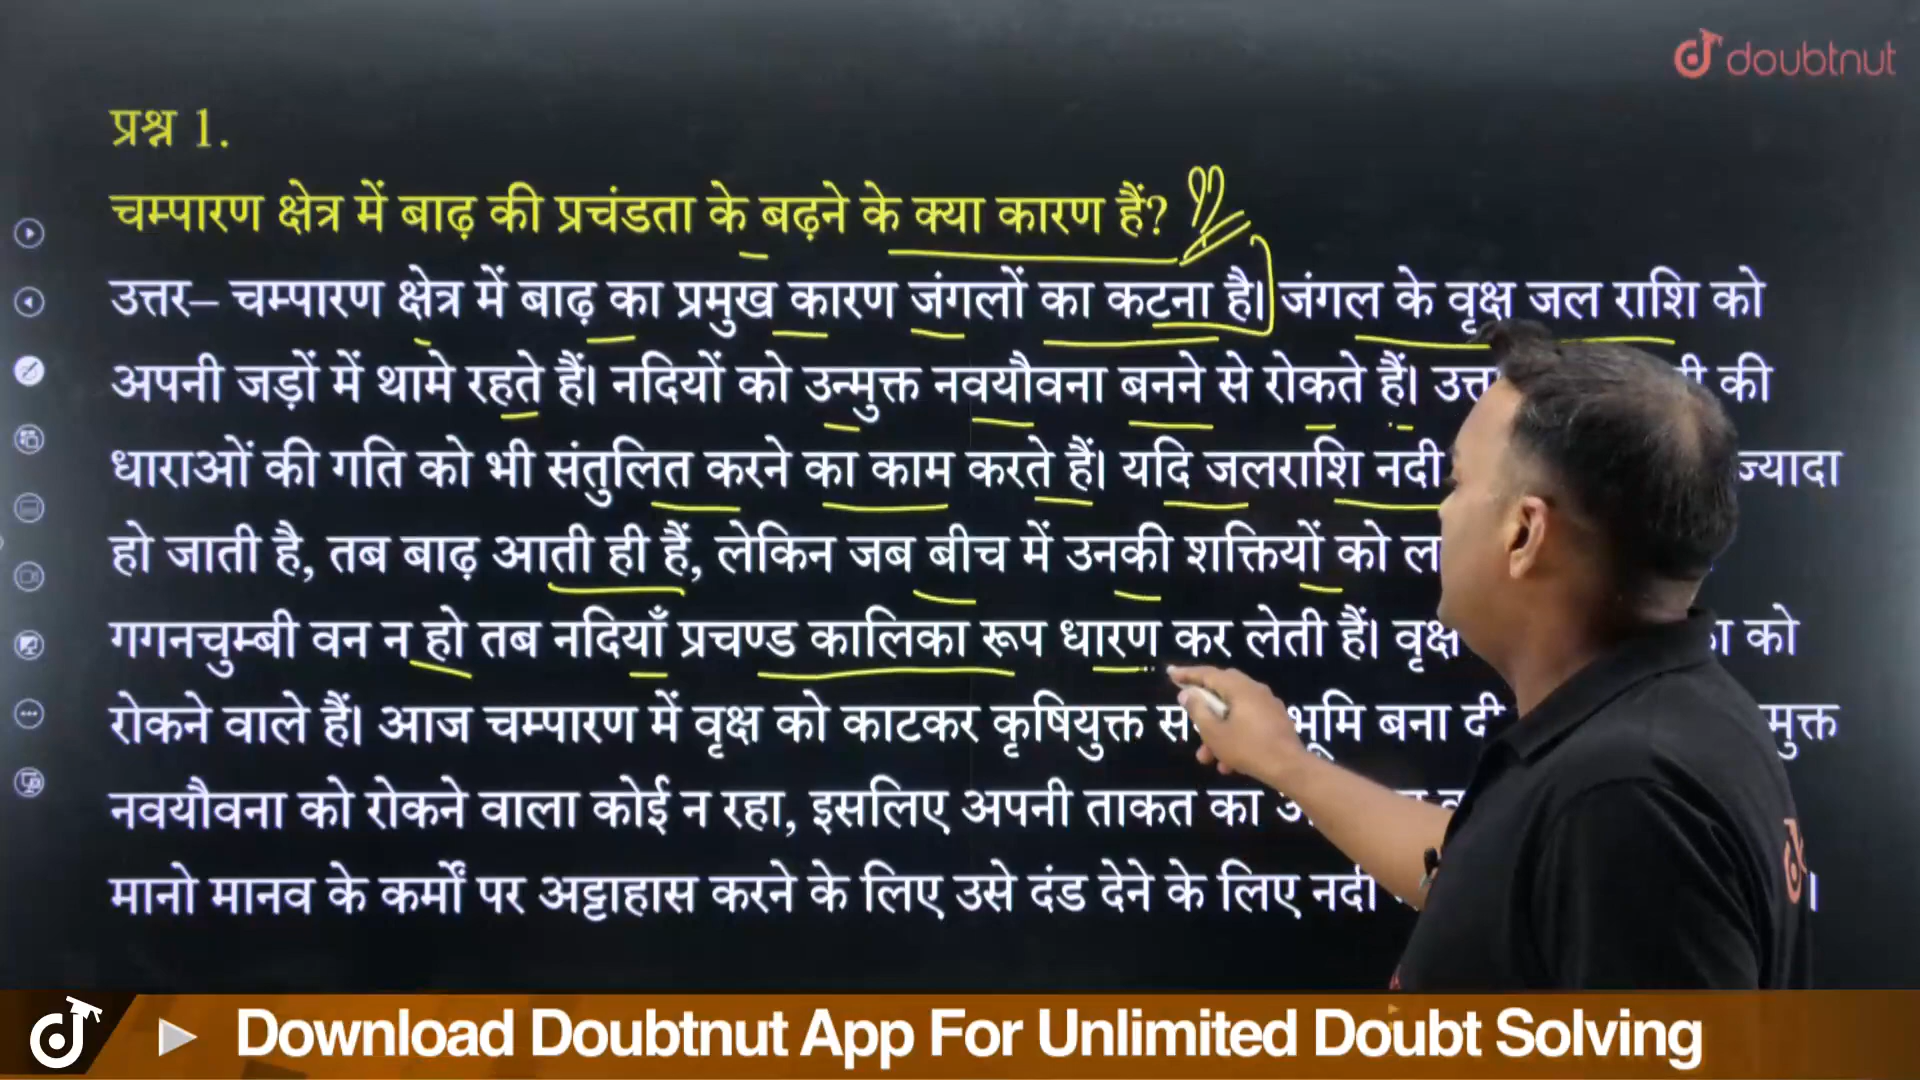 doubtnut
प्रश्न 1.
चम्पारण क्षेत्र में बाढ़ की प्रचंडता के बढ़ने के क्या कारण हैं?
उत्तर– चम्पारण क्षेत्र में बाढ़ का प्रमुख कारण जंगलों का कटना है। जंगल के वृक्ष जल राशि को
अपनी जड़ों में थामे रहते हैं। नदियों को उन्मुक्त नवयौवना बनने से रोकते हैं। की
धाराओं की गति को भी संतुलित करने का काम करते हैं। यदि जलराशि नदी ज्यादा
हो जाती है, तब बाढ़ आती ही हैं, लेकिन जब बीच में उनकी शक्तियों को
गगनचुम्बी वन न हो तब नदियाँ प्रचण्ड कालिका रूप धारण कर लेती हैं। वृक्ष को
रोकने वाले हैं। आज चम्पारण में वृक्ष को काटकर कृषियुक्त भूमि बना दी
नवयौवना को रोकने वाला कोई न रहा, इसलिए अपनी ताकत का
मानो मानव के कर्मों पर अट्टाहास करने के लिए उसे दंड देने के लिए नदी
Download Doubtnut App For Unlimited Doubt Solving